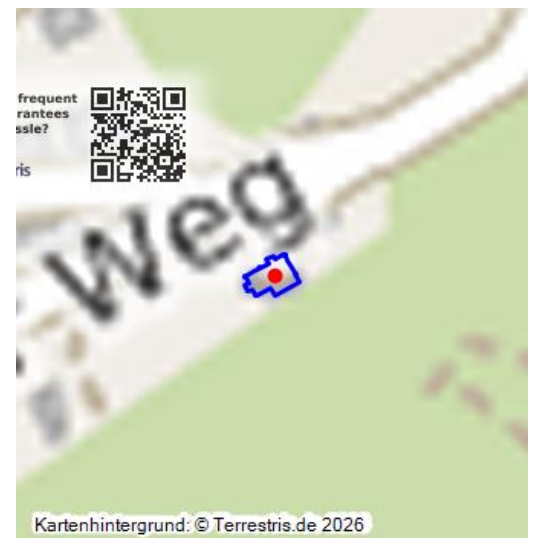 frequent
rantees
ssle?
ris
Weg
Kartenhintergrund: © Terrestris.de 2026